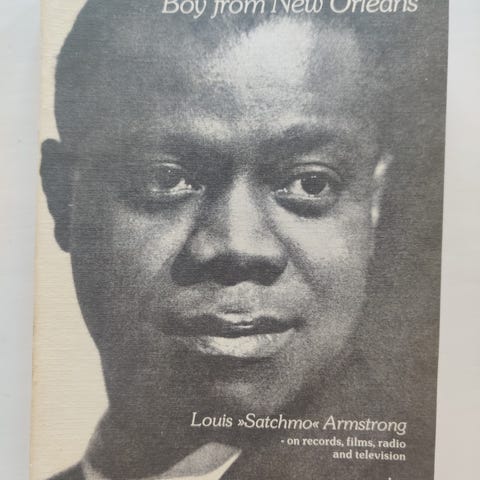 Boy from New Orleans
Louis »Satchmo« Armstrong
- on records, films, radio
and television